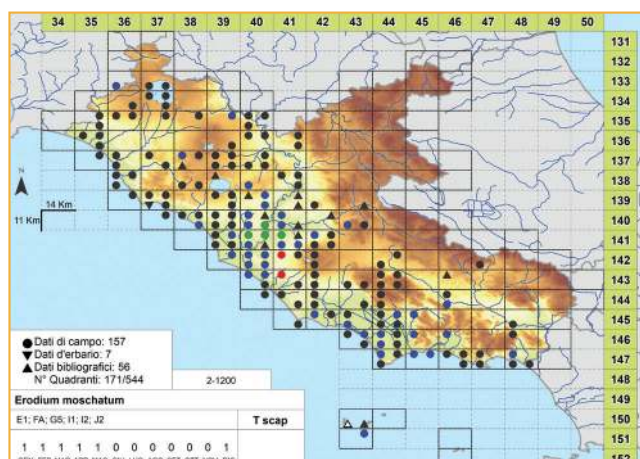 34 35 36 37 38 39 40 41 42 43 44 45 46 47 48 49 50
131
132
133
134
135
136
137
138
139
140
141
142
143
144
145
146
147
148
149
150
151
152
N
14 Km
11 Km
Dati di campo: 157
Dati d'erbario: 7
Dati bibliografici: 56
N° Quadranti: 171/544
2-1200
Erodium moschatum
E1; FA; G5; I1; I2; J2
T scap
1 1 1 1 1 0 0 0 0 0 0 1